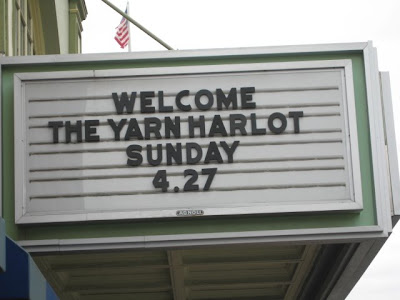 WELCOME
THE YARN HARLOT
SUNDAY
4.27